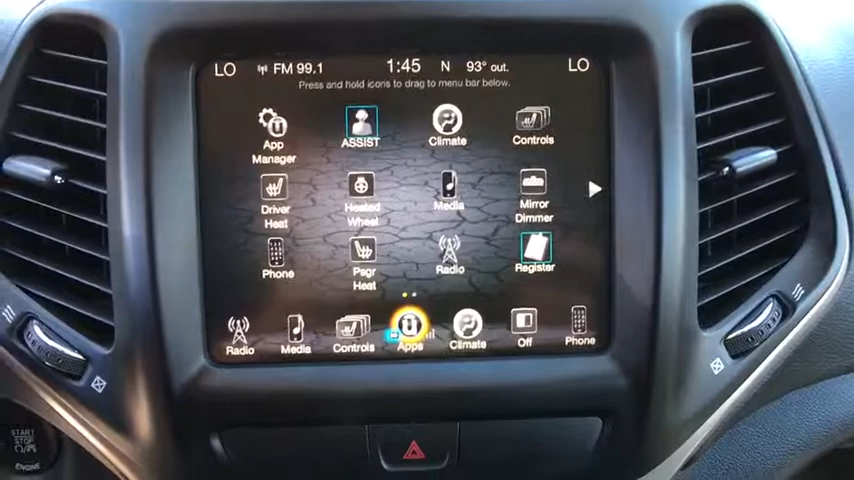 LO FM 99.1 1:45 N 93° out. LO
Press and hold icons to drag to menu bar below.
App Manager
ASSIST
Climate
Controls
Driver Heat
Heated Wheel
Media
Mirror Dimmer
Phone
Psgr Heat
Radio
Register
Radio Media Controls Apps Climate Off Phone
START
STOP
ENGINE